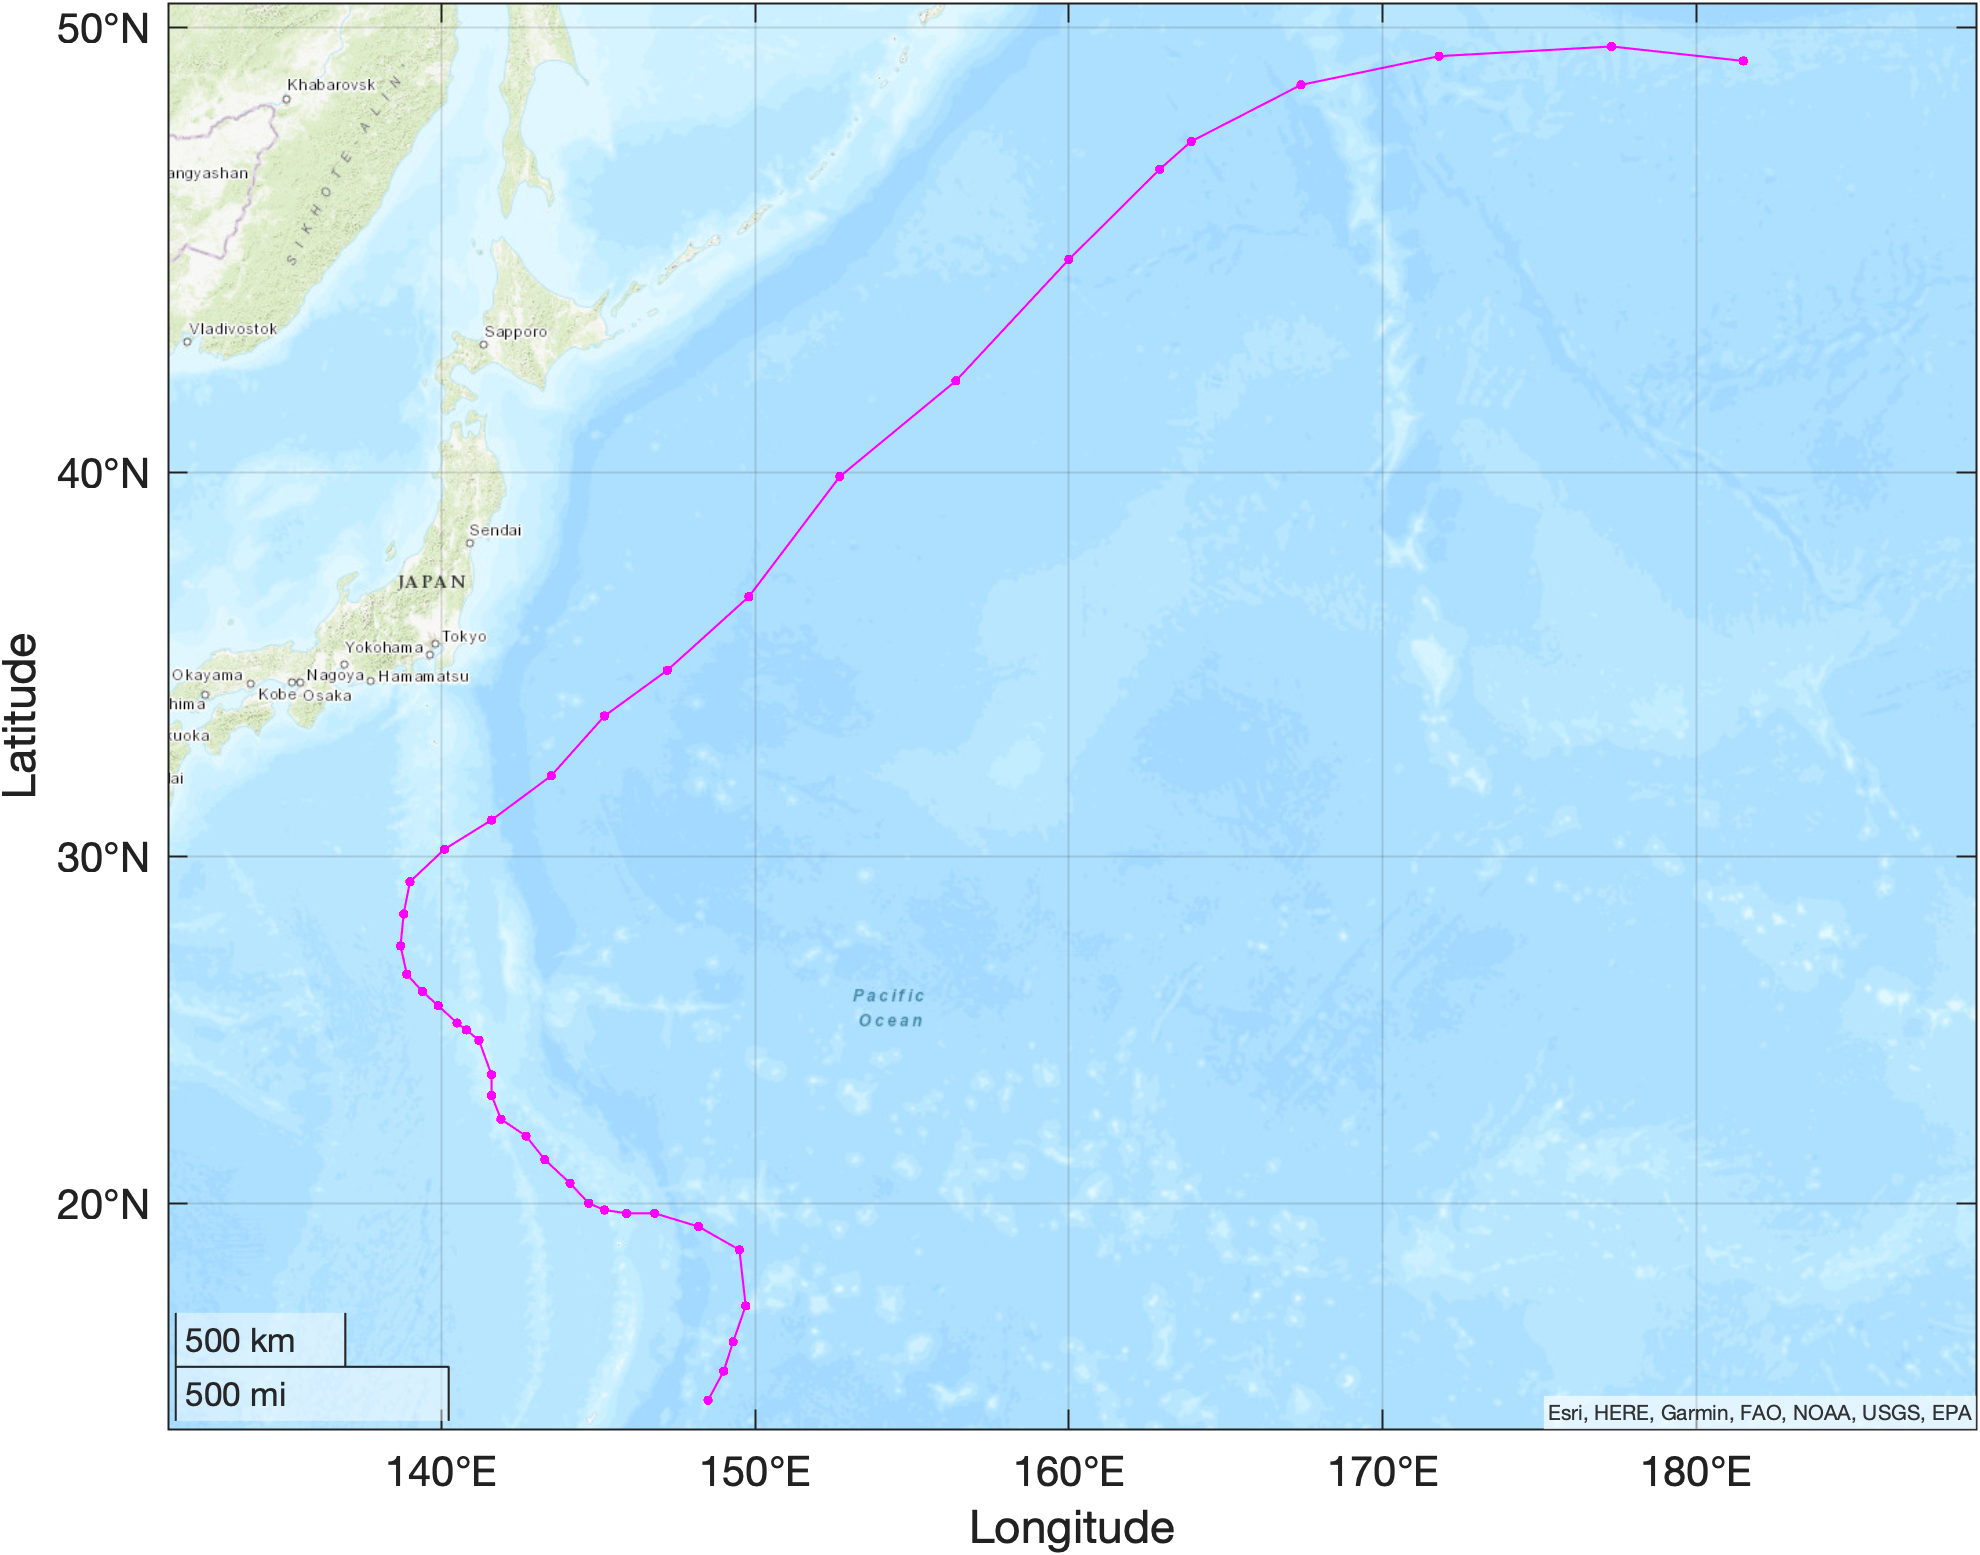 50°N
Khabarovsk
SIKHOTE-ALIN'
angyashan
Vladivostok
Sapporo
40°N
Sendai
JAPAN
Tokyo
Yokohama
Okayama
Nagoya
Hamamatsu
Kobe
Osaka
hima
kuoka
ai
Latitude
30°N
Pacific
Ocean
20°N
500 km
500 mi
Esri, HERE, Garmin, FAO, NOAA, USGS, EPA
140°E
150°E
160°E
170°E
180°E
Longitude